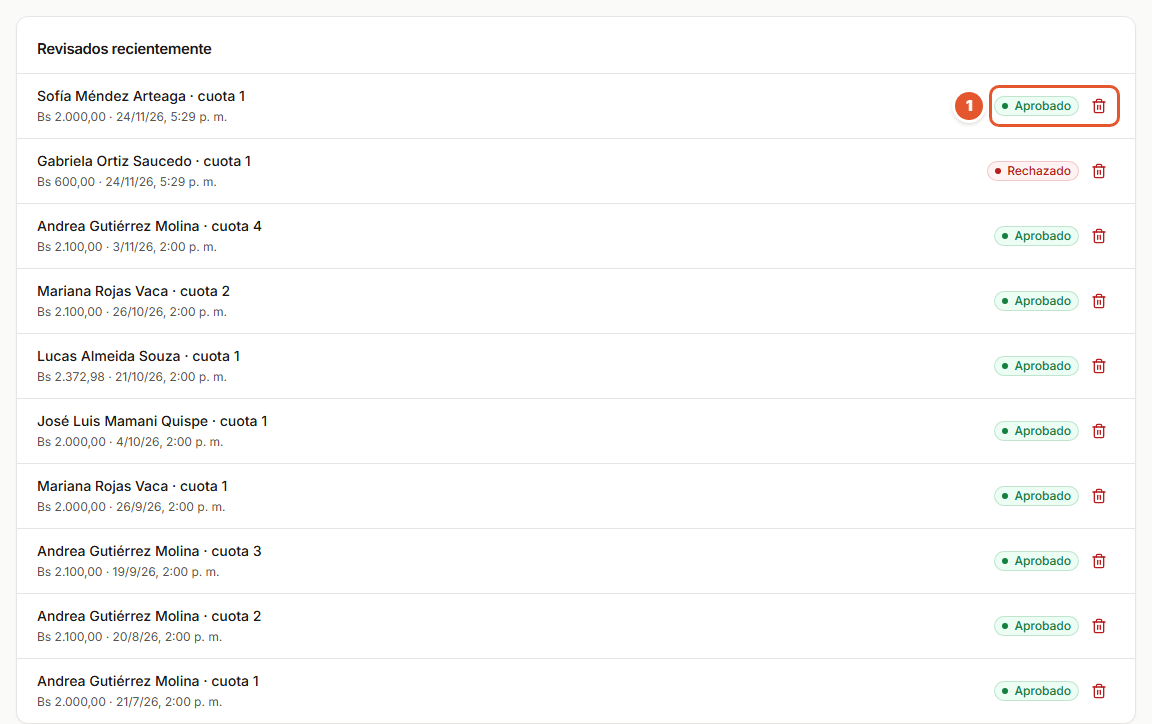 Revisados recientemente
Sofía Méndez Arteaga · cuota 1
Bs 2.000,00 · 24/11/26, 5:29 p. m.
1
Aprobado
Gabriela Ortiz Saucedo · cuota 1
Bs 600,00 · 24/11/26, 5:29 p. m.
Rechazado
Andrea Gutiérrez Molina · cuota 4
Bs 2.100,00 · 3/11/26, 2:00 p. m.
Aprobado
Mariana Rojas Vaca · cuota 2
Bs 2.100,00 · 26/10/26, 2:00 p. m.
Aprobado
Lucas Almeida Souza · cuota 1
Bs 2.372,98 · 21/10/26, 2:00 p. m.
Aprobado
José Luis Mamani Quispe · cuota 1
Bs 2.000,00 · 4/10/26, 2:00 p. m.
Aprobado
Mariana Rojas Vaca · cuota 1
Bs 2.000,00 · 26/9/26, 2:00 p. m.
Aprobado
Andrea Gutiérrez Molina · cuota 3
Bs 2.100,00 · 19/9/26, 2:00 p. m.
Aprobado
Andrea Gutiérrez Molina · cuota 2
Bs 2.100,00 · 20/8/26, 2:00 p. m.
Aprobado
Andrea Gutiérrez Molina · cuota 1
Bs 2.000,00 · 21/7/26, 2:00 p. m.
Aprobado